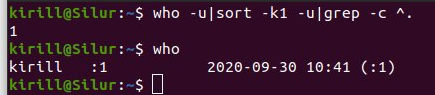 kirill@Silur:~$ who -u|sort -k1 -u|grep -c ^.
1
kirill@Silur:~$ who
kirill   :1           2020-09-30 10:41 (:1)
kirill@Silur:~$